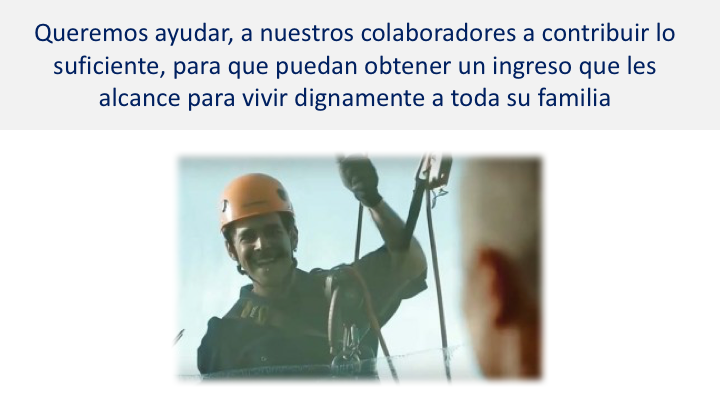 Queremos ayudar, a nuestros colaboradores a contribuir lo
suficiente, para que puedan obtener un ingreso que les
alcance para vivir dignamente a toda su familia